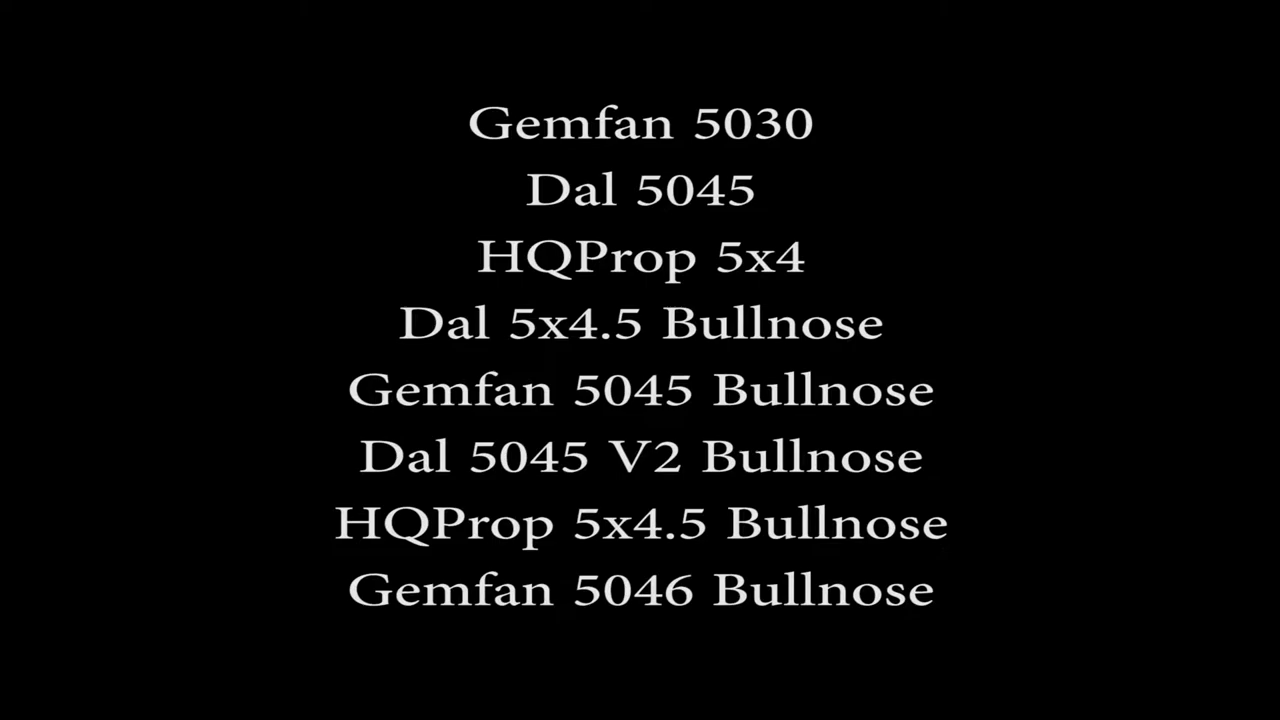 Gemfan 5030
Dal 5045
HQProp 5x4
Dal 5x4.5 Bullnose
Gemfan 5045 Bullnose
Dal 5045 V2 Bullnose
HQProp 5x4.5 Bullnose
Gemfan 5046 Bullnose